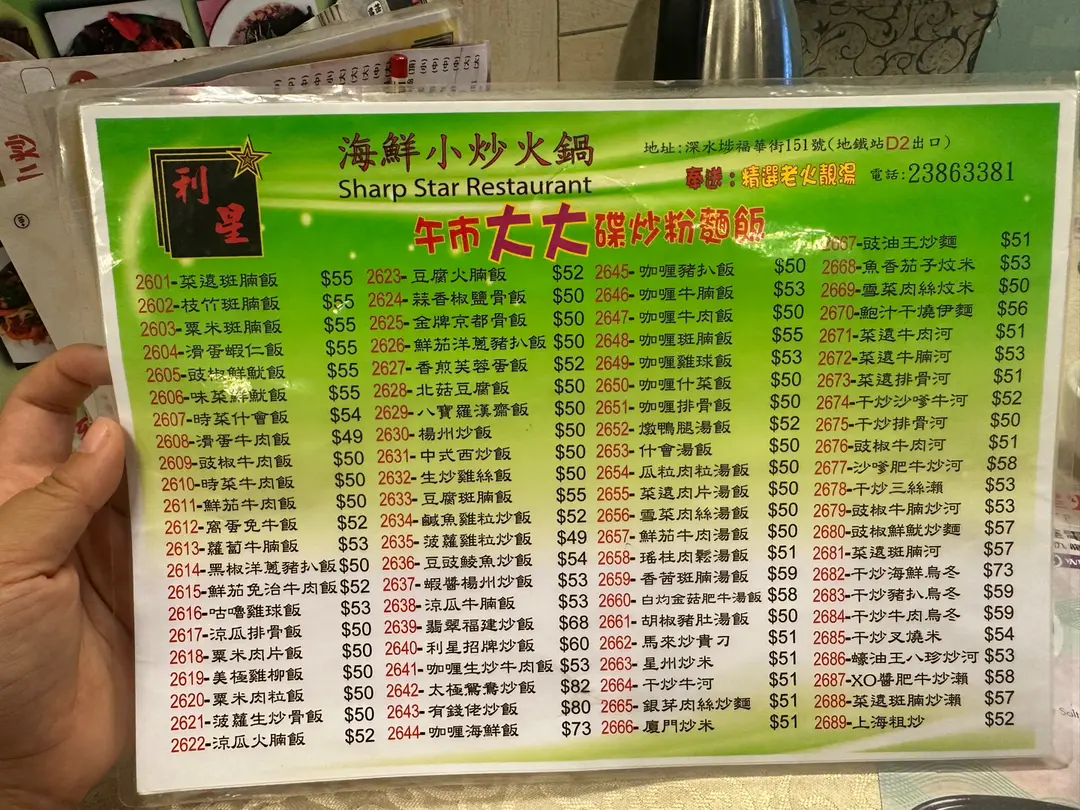 海鮮小炒火鍋
Sharp Star Restaurant
利星
地址:深水埗福華街151號(地鐵站D2出口)
奉送：精選老火靚湯 電話:23863381
午市大大碟炒粉麵飯
2601-菜遠斑腩飯 $55
2602-枝竹斑腩飯 $55
2603-粟米斑腩飯 $55
2604-滑蛋蝦仁飯 $55
2605-豉椒鮮魷飯 $55
2606-味菜鮮魷飯 $55
2607-時菜什會飯 $54
2608-滑蛋牛肉飯 $49
2609-豉椒牛肉飯 $50
2610-時菜牛肉飯 $50
2611-鮮茄牛肉飯 $50
2612-窩蛋免牛飯 $52
2613-蘿蔔牛腩飯 $53
2614-黑椒洋蔥豬扒飯 $50
2615-鮮茄免治牛肉飯 $52
2616-咕嚕雞球飯 $53
2617-涼瓜排骨飯 $50
2618-粟米肉片飯 $50
2619-美極雞柳飯 $50
2620-粟米肉粒飯 $50
2621-菠蘿生炒骨飯 $50
2622-涼瓜火腩飯 $52
2623-豆腐火腩飯 $52
2624-蒜香椒鹽骨飯 $50
2625-金牌京都骨飯 $50
2626-鮮茄洋蔥豬扒飯 $50
2627-香煎芙蓉蛋飯 $52
2628-北菇豆腐飯 $50
2629-八寶羅漢齋飯 $50
2630-楊州炒飯 $50
2631-中式西炒飯 $50
2632-生炒雞絲飯 $50
2633-豆腐斑腩飯 $55
2634-鹹魚雞粒炒飯 $52
2635-菠蘿雞粒炒飯 $49
2636-豆豉鯪魚炒飯 $54
2637-蝦醬楊州炒飯 $53
2638-涼瓜牛腩飯 $53
2639-翡翠福建炒飯 $68
2640-利星招牌炒飯 $60
2641-咖喱生炒牛肉飯 $53
2642-太極鴛鴦炒飯 $82
2643-有錢佬炒飯 $80
2644-咖喱海鮮飯 $73
2645-咖喱豬扒飯 $50
2646-咖喱牛腩飯 $53
2647-咖喱牛肉飯 $50
2648-咖喱斑腩飯 $55
2649-咖喱雞球飯 $53
2650-咖喱什菜飯 $50
2651-咖喱排骨飯 $50
2652-燉鴨腿湯飯 $52
2653-什會湯飯 $50
2654-瓜粒肉粒湯飯 $50
2655-菜遠肉片湯飯 $50
2656-雪菜肉絲湯飯 $50
2657-鮮茄牛肉湯飯 $50
2658-瑤柱肉鬆湯飯 $51
2659-香茜斑腩湯飯 $59
2660-白灼金菇肥牛湯飯 $58
2661-胡椒豬肚湯飯 $50
2662-馬來炒貴刁 $51
2663-星州炒米 $51
2664-干炒牛河 $51
2665-銀芽肉絲炒麵 $51
2666-廈門炒米 $51
2667-豉油王炒麵 $51
2668-魚香茄子炆米 $53
2669-雪菜肉絲炆米 $50
2670-鮑汁干燒伊麵 $56
2671-菜遠牛肉河 $51
2672-菜遠牛腩河 $53
2673-菜遠排骨河 $51
2674-干炒沙嗲牛河 $52
2675-干炒排骨河 $50
2676-豉椒牛肉河 $51
2677-沙嗲肥牛炒河 $58
2678-干炒三絲瀨 $53
2679-豉椒牛腩炒河 $53
2680-豉椒鮮魷炒麵 $57
2681-菜遠斑腩河 $57
2682-干炒海鮮烏冬 $73
2683-干炒豬扒烏冬 $59
2684-干炒牛肉烏冬 $59
2685-干炒叉燒米 $54
2686-蠔油王八珍炒河 $53
2687-XO醬肥牛炒瀨 $58
2688-菜遠斑腩炒瀨 $57
2689-上海粗炒 $52